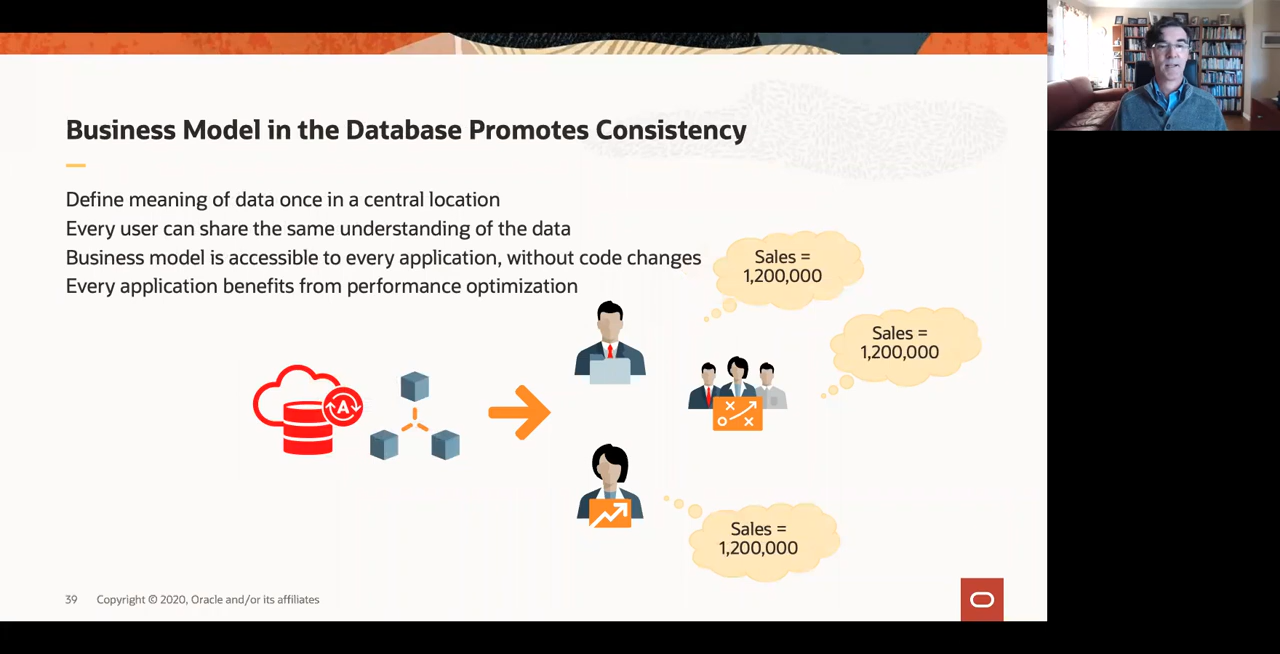 Business Model in the Database Promotes Consistency
Define meaning of data once in a central location
Every user can share the same understanding of the data
Business model is accessible to every application, without code changes
Every application benefits from performance optimization
Sales =
1,200,000
Sales =
1,200,000
A
Sales =
1,200,000
39 Copyright © 2020, Oracle and/or its affiliates